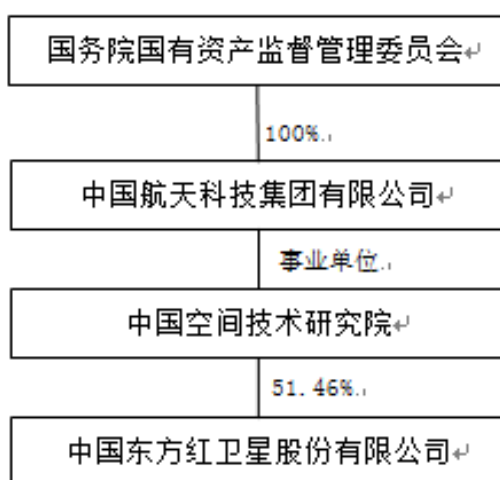 国务院国有资产监督管理委员会
100%
中国航天科技集团有限公司
事业单位
中国空间技术研究院
51.46%
中国东方红卫星股份有限公司